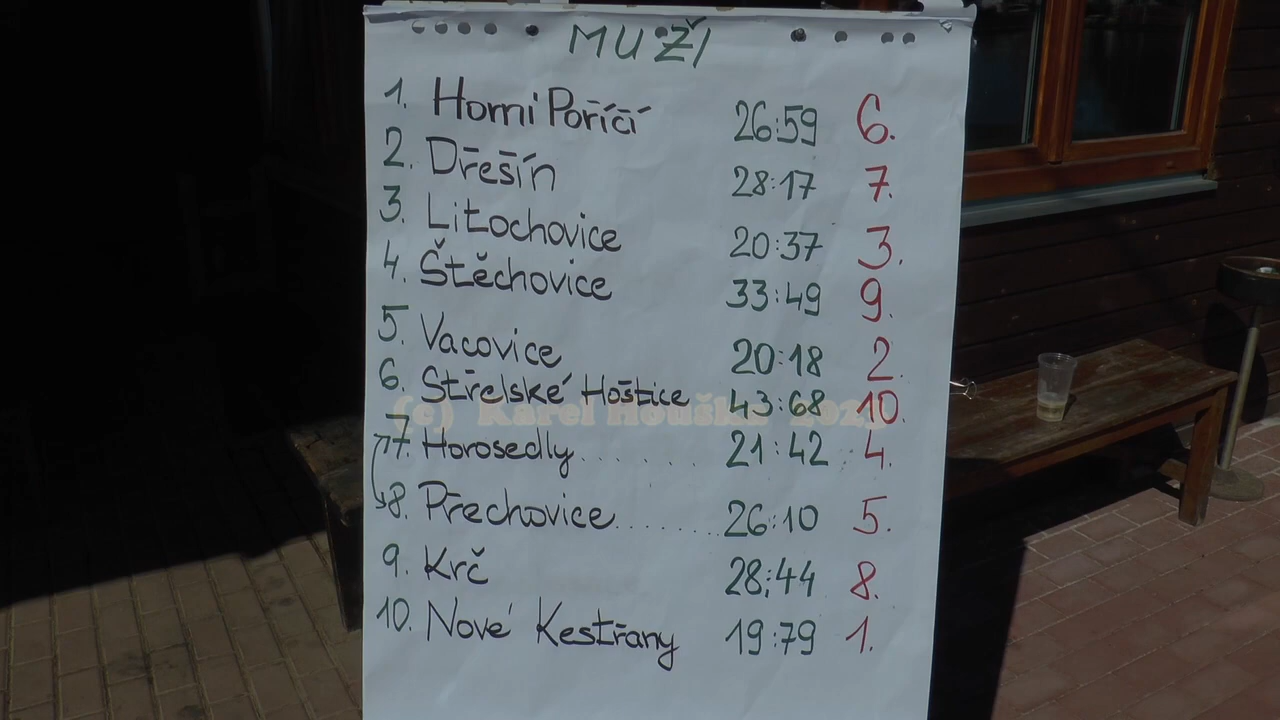 MUŽI
1. Horní Poříčí 26:59 6.
2. Dřešín 28:17 7.
3. Litochovice 20:37 3.
4. Štěchovice 33:49 9.
5. Vacovice 20:18 2.
6. Střelské Hoštice 43:68 10.
(c) Karel Houška
7. Horosedly........ 21:42 4.
8. Přechovice........ 26:10 5.
9. Krč 28:44 8.
10. Nové Kestřany 19:79 1.